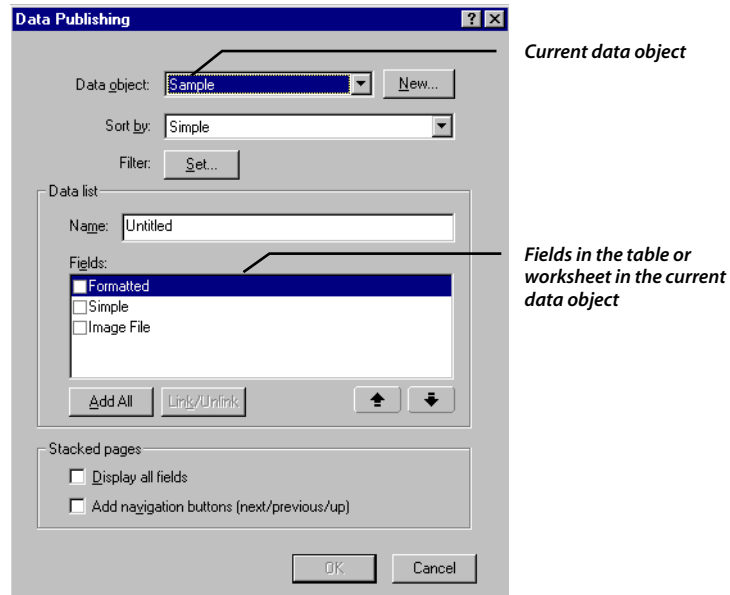 Data Publishing
Current data object
Data object: Sample New...
Sort by: Simple
Filter: Set...
Data list
Name: Untitled
Fields in the table or
worksheet in the current
data object
Fields:
Formatted
Simple
Image File
Add All Link/Unlink
Stacked pages
Display all fields
Add navigation buttons (next/previous/up)
OK Cancel